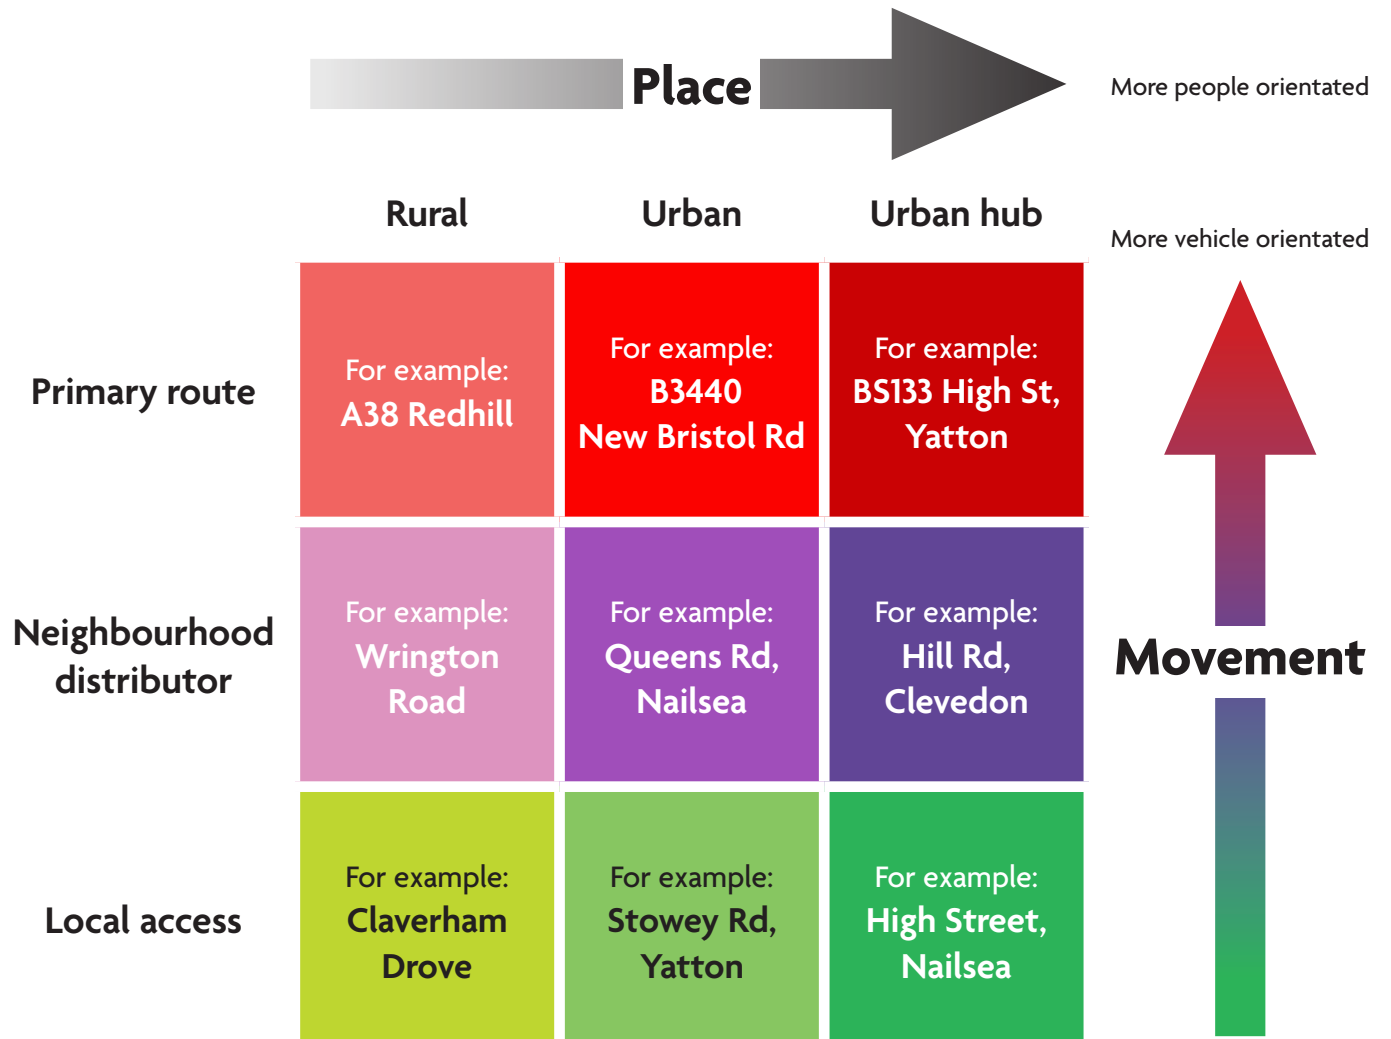 Place
More people orientated
Rural
Urban
Urban hub
More vehicle orientated
Primary route
For example:
A38 Redhill
For example:
B3440
New Bristol Rd
For example:
BS133 High St,
Yatton
Neighbourhood
distributor
For example:
Wrington
Road
For example:
Queens Rd,
Nailsea
For example:
Hill Rd,
Clevedon
Movement
Local access
For example:
Claverham
Drove
For example:
Stowey Rd,
Yatton
For example:
High Street,
Nailsea